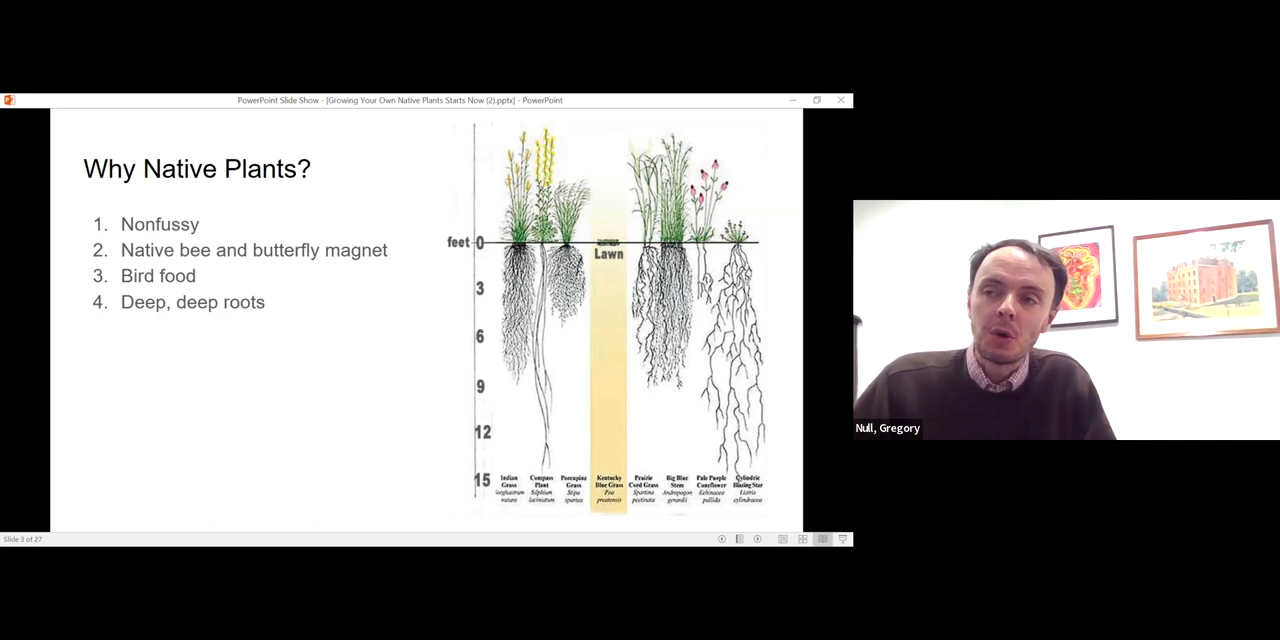 PowerPoint Slide Show - [Growing Your Own Native Plants Starts Now (2).pptx] - PowerPoint
Why Native Plants?
1. Nonfussy
2. Native bee and butterfly magnet
3. Bird food
4. Deep, deep roots
feet 0
Lawn
3
6
9
12
15
Indian Grass
Compass Plant
Silphium laciniatum
Porcupine Grass
Stipa spartea
Kentucky Blue Grass
Poa pratensis
Prairie Cord Grass
Spartina pectinata
Big Blue Stem
Andropogon gerardii
Pale Purple Coneflower
Echinacea pallida
Cylindric Blazing Star
Liatris cylindracea
Null, Gregory
Slide 3 of 27